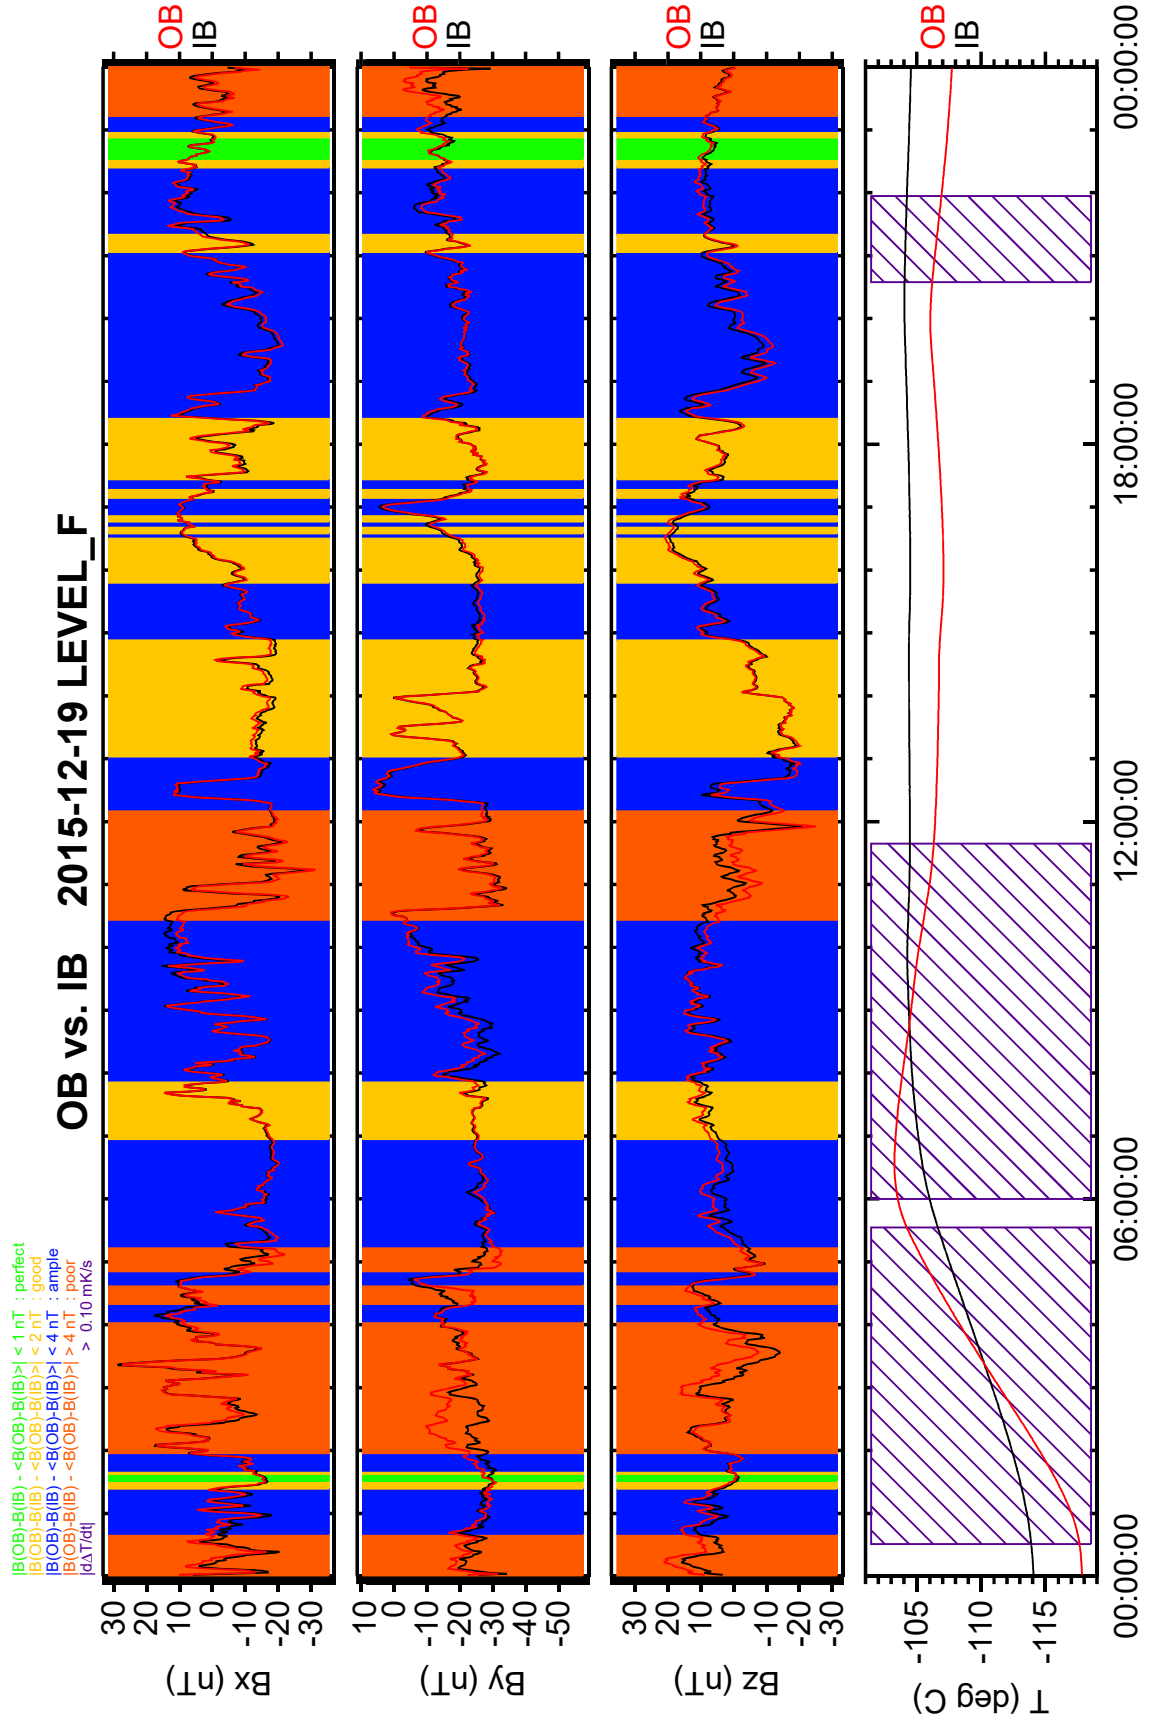 OB vs. IB   2015-12-19 LEVEL_F
|B(OB)-B(IB) - <B(OB)-B(IB)>| < 1 nT : perfect
|B(OB)-B(IB) - <B(OB)-B(IB)>| < 2 nT : good
|B(OB)-B(IB) - <B(OB)-B(IB)>| < 4 nT : ample
|B(OB)-B(IB) - <B(OB)-B(IB)>| > 4 nT : poor
|dΔT/dt| > 0.10 mK/s
Bx (nT)
30
20
10
0
-10
-20
-30
OB
IB
By (nT)
10
0
-10
-20
-30
-40
-50
OB
IB
Bz (nT)
30
20
10
0
-10
-20
-30
OB
IB
T (deg C)
-105
-110
-115
OB
IB
00:00:00
06:00:00
12:00:00
18:00:00
00:00:00